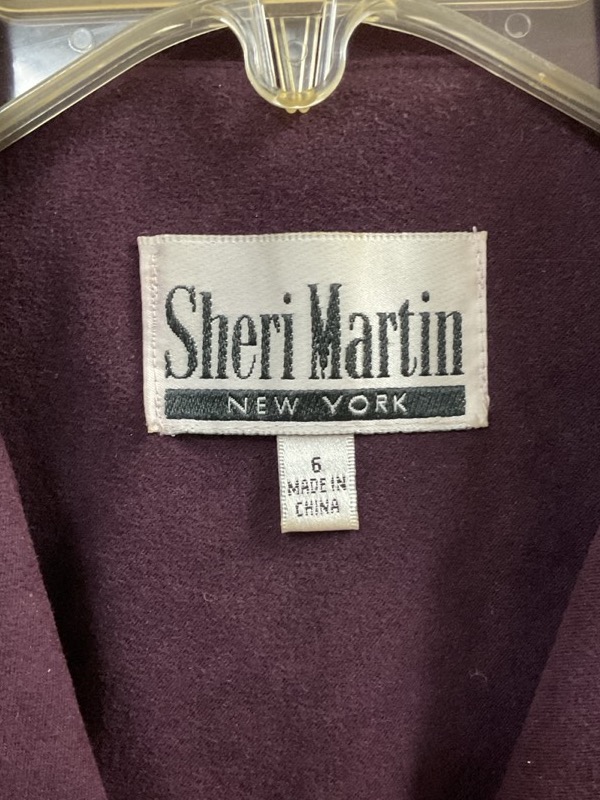 Sheri Martin
NEW YORK
6
MADE IN
CHINA